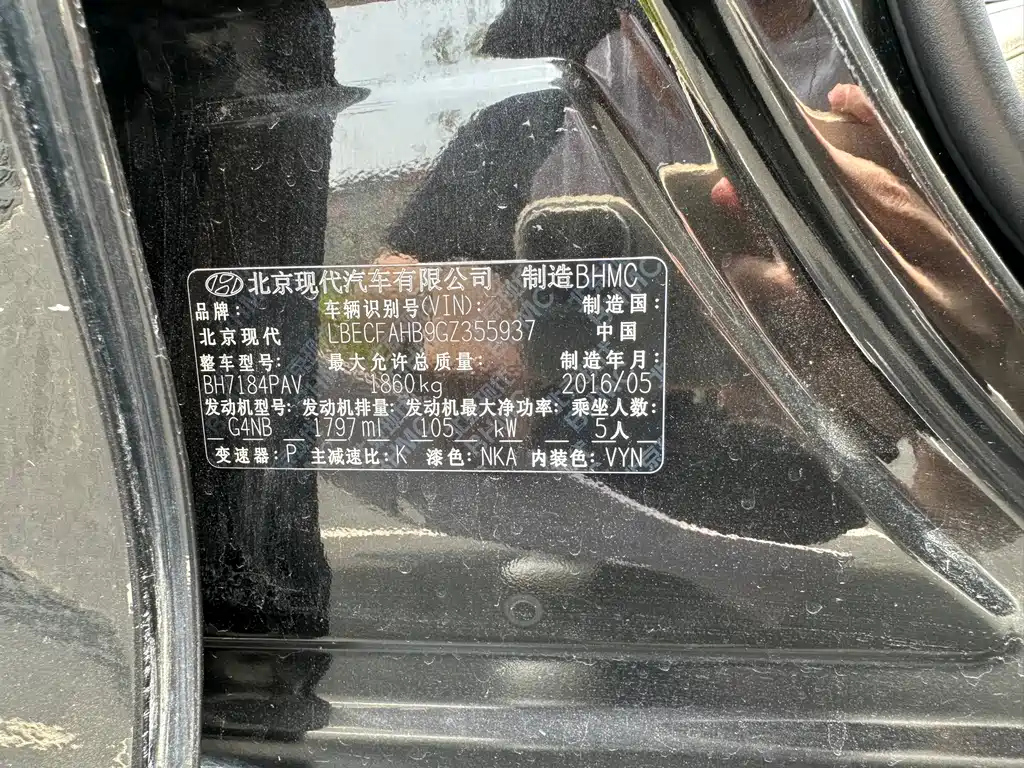 北京现代汽车有限公司 制造BHMC
品牌: 车辆识别号(VIN): 制造国:
北京现代 LBECFAHB9GZ355937 中国
整车型号: 最大允许总质量: 制造年月:
BH7184PAV 1860kg 2016/05
发动机型号: 发动机排量: 发动机最大净功率: 乘坐人数:
G4NB 1797ml 105 kW 5人
变速器: P 主减速比: K 漆色: NKA 内装色: VYN